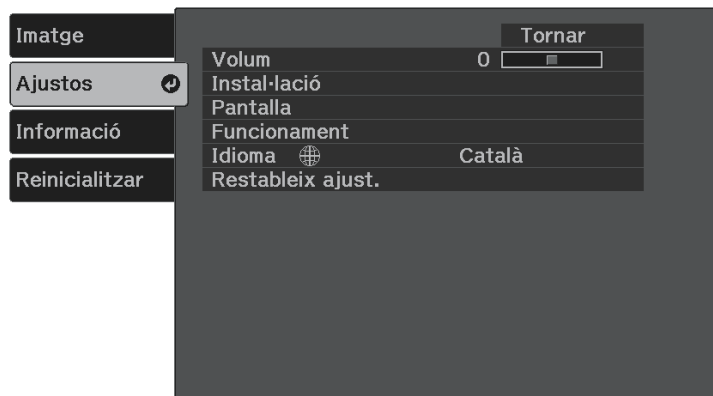 Imatge
Ajustos
Informació
Reinicialitzar
Tornar
Volum 0
Instal·lació
Pantalla
Funcionament
Idioma Català
Restableix ajust.